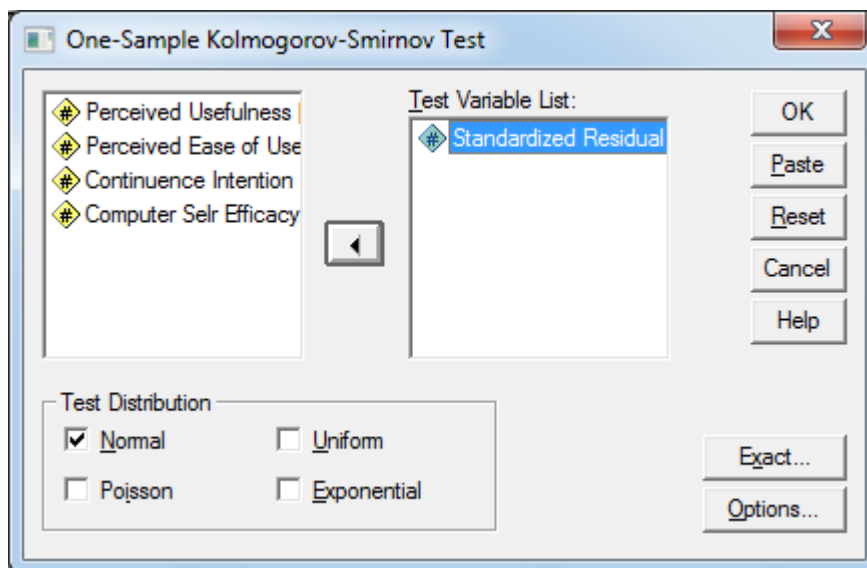 One-Sample Kolmogorov-Smirnov Test
Perceived Usefulness
Perceived Ease of Use
Continuence Intention
Computer Selr Efficacy
Test Variable List:
Standardized Residual
OK
Paste
Reset
Cancel
Help
Test Distribution
Normal
Uniform
Poisson
Exponential
Exact...
Options...